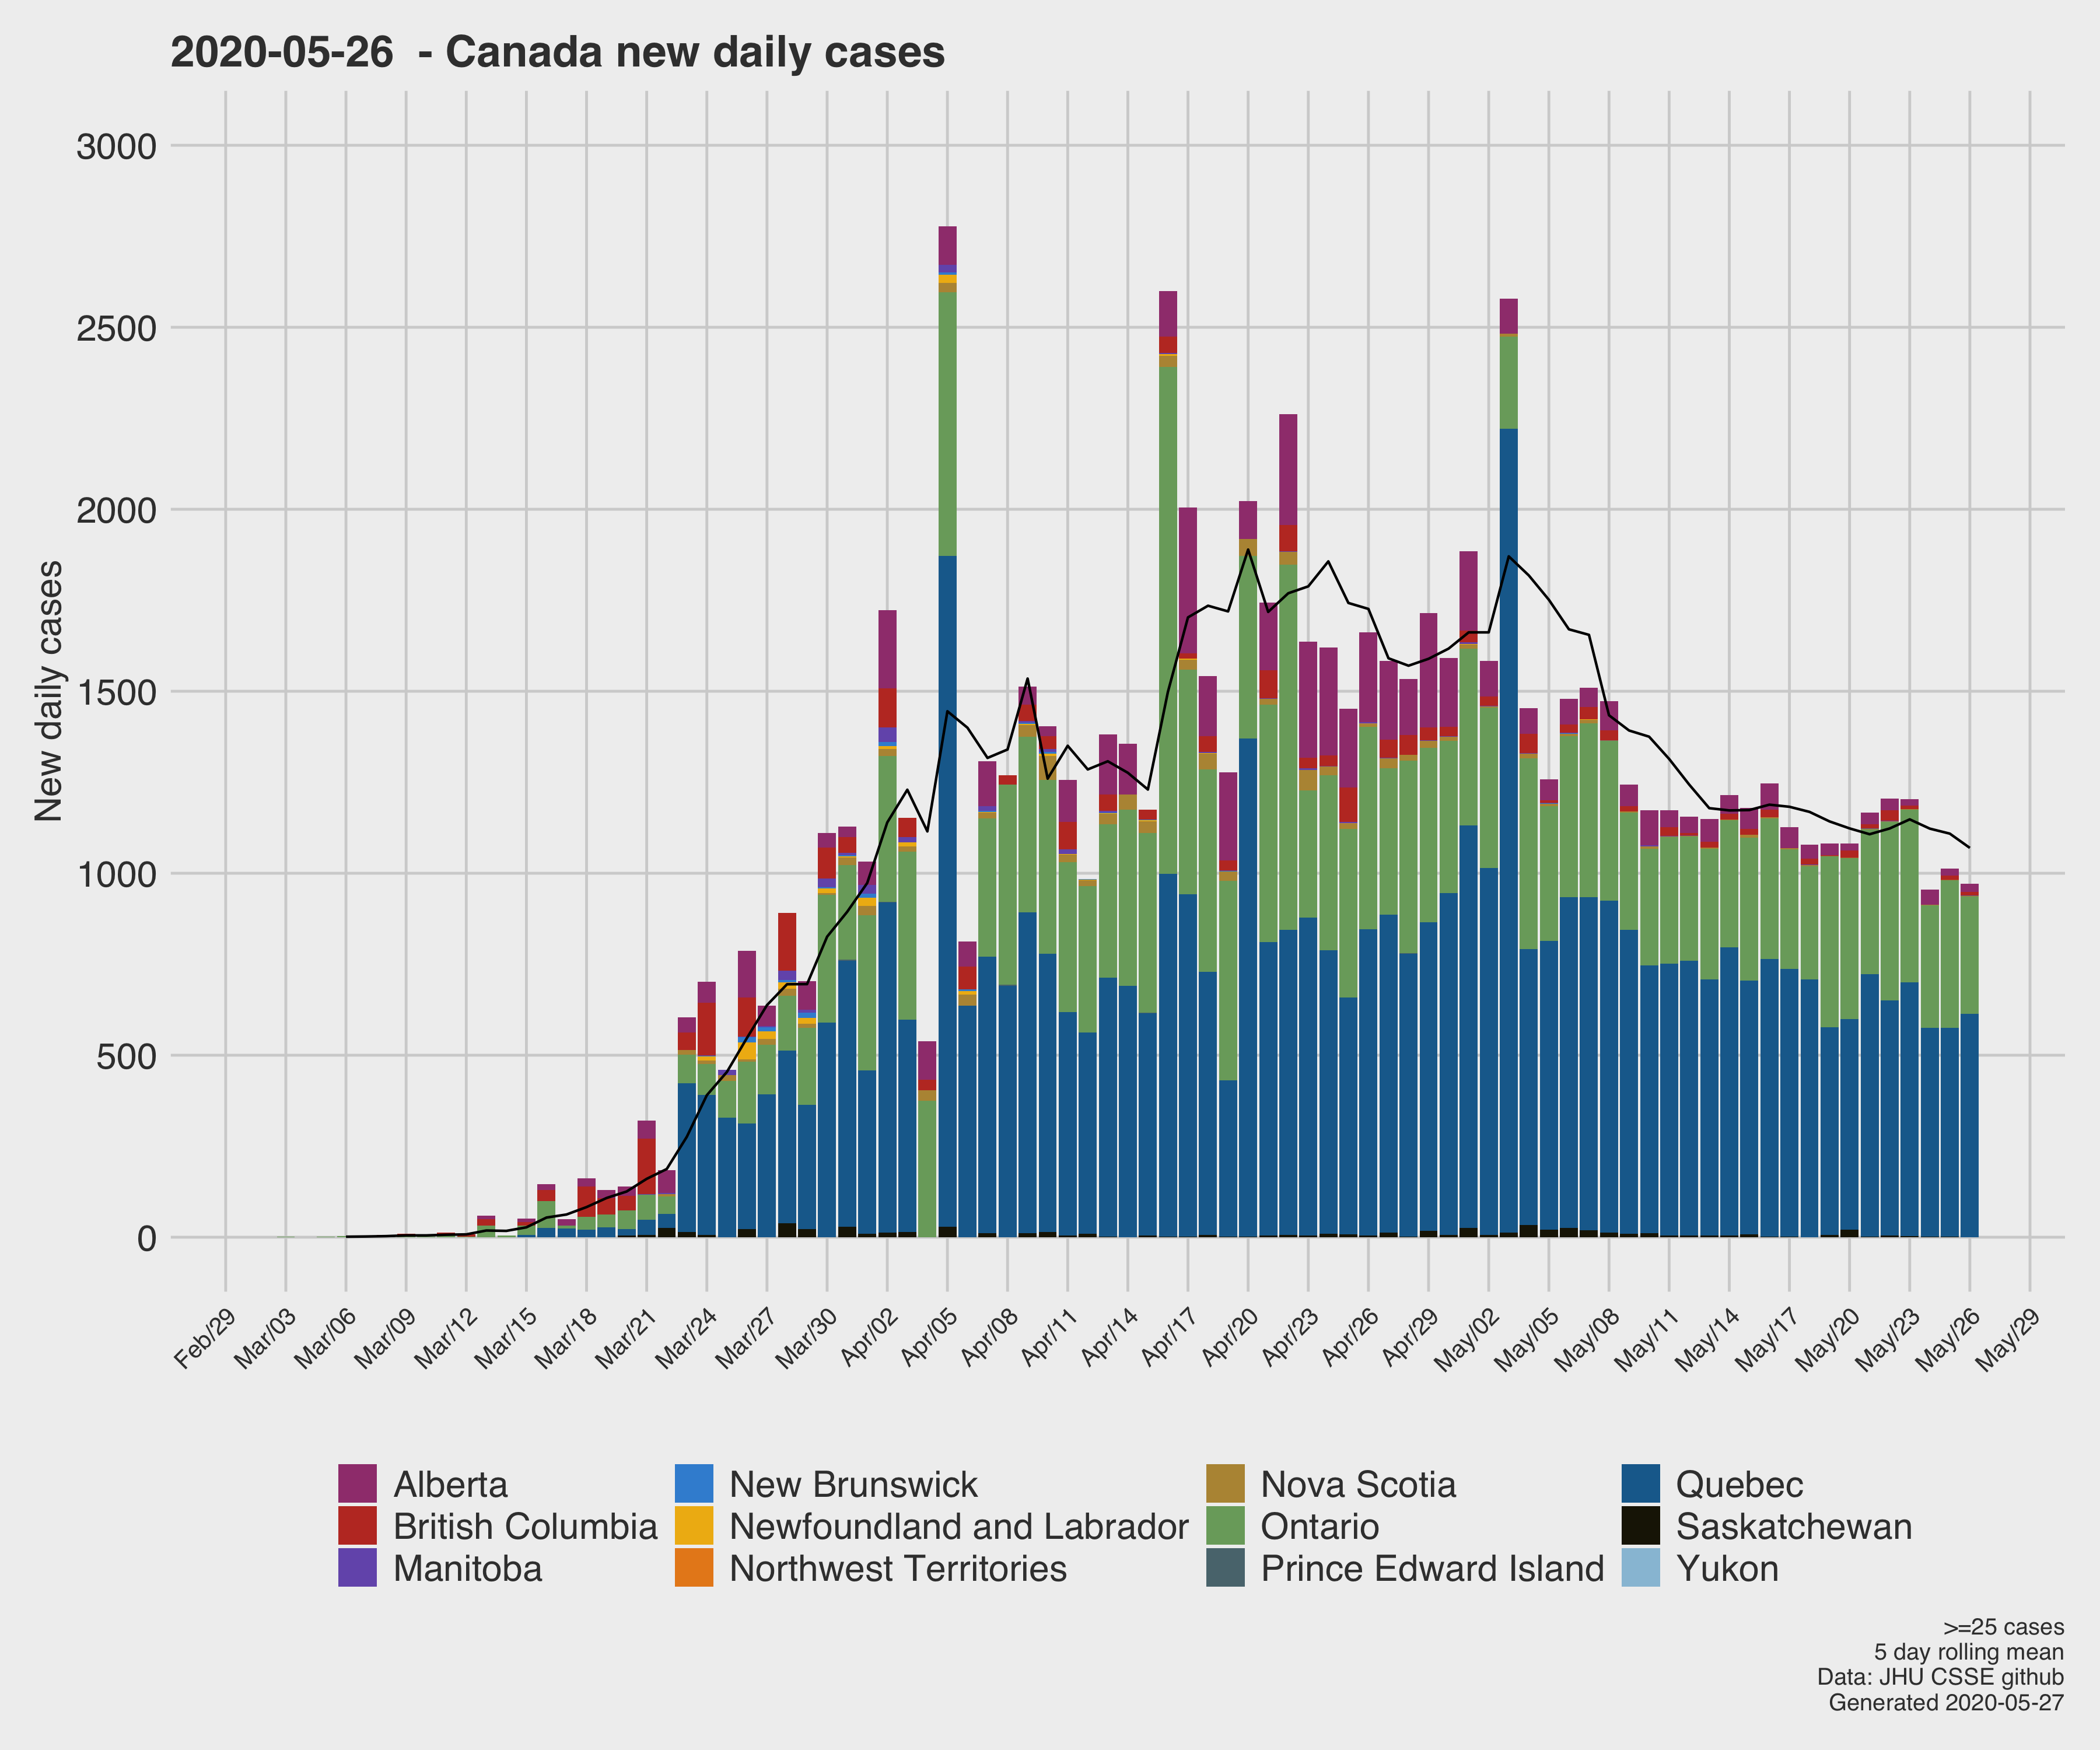 2020-05-26 - Canada new daily cases
New daily cases
3000
2500
2000
1500
1000
500
0
Feb/29 Mar/03 Mar/06 Mar/09 Mar/12 Mar/15 Mar/18 Mar/21 Mar/24 Mar/27 Mar/30 Apr/02 Apr/05 Apr/08 Apr/11 Apr/14 Apr/17 Apr/20 Apr/23 Apr/26 Apr/29 May/02 May/05 May/08 May/11 May/14 May/17 May/20 May/23 May/26 May/29
Alberta New Brunswick Nova Scotia Quebec
British Columbia Newfoundland and Labrador Ontario Saskatchewan
Manitoba Northwest Territories Prince Edward Island Yukon
>=25 cases
5 day rolling mean
Data: JHU CSSE github
Generated 2020-05-27